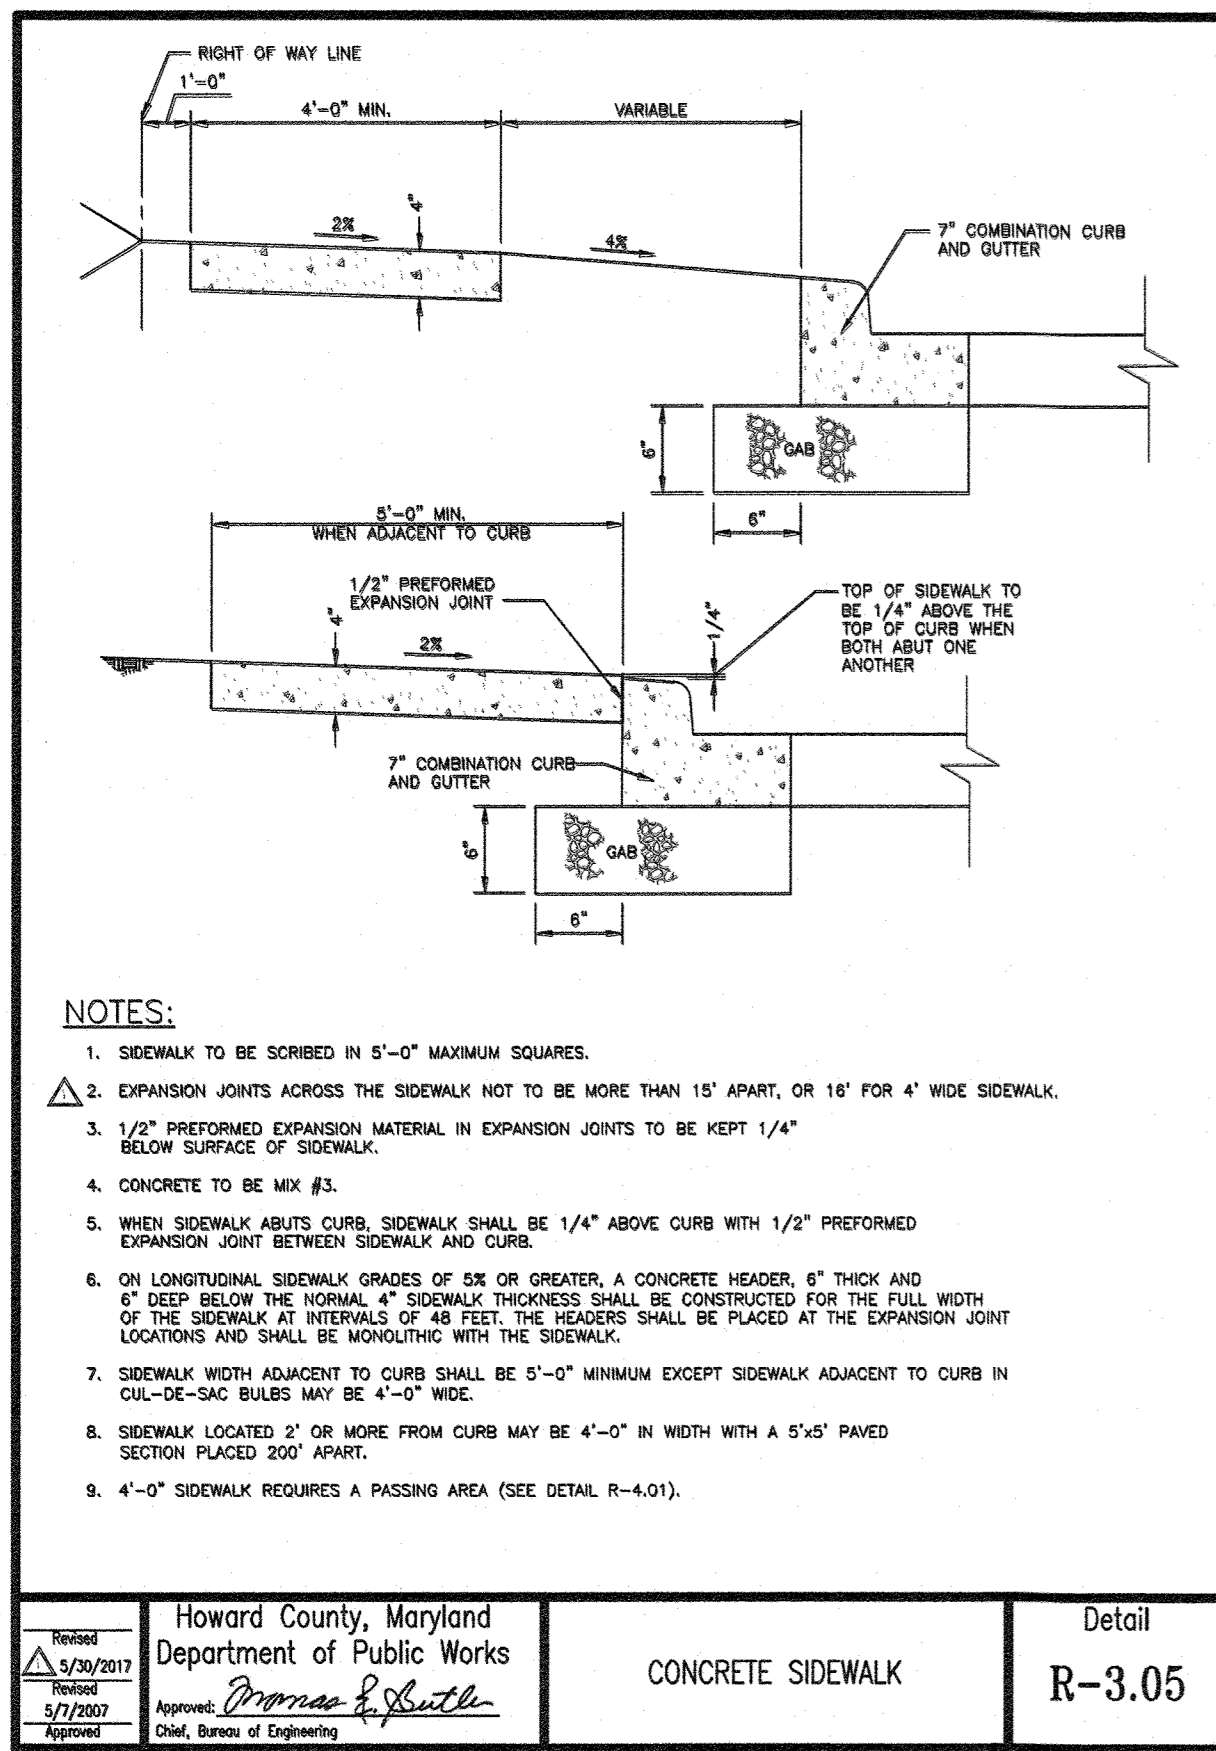 RIGHT OF WAY LINE
1'-0"
4'-0" MIN.
VARIABLE
2%
4"
4%
7" COMBINATION CURB
AND GUTTER
6"
GAB
6"
5'-0" MIN.
WHEN ADJACENT TO CURB
1/2" PREFORMED
EXPANSION JOINT
4"
2%
1/4"
TOP OF SIDEWALK TO
BE 1/4" ABOVE THE
TOP OF CURB WHEN
BOTH ABUT ONE
ANOTHER
7" COMBINATION CURB
AND GUTTER
6"
GAB
6"
NOTES:
1. SIDEWALK TO BE SCRIBED IN 5'-0" MAXIMUM SQUARES.
1 2. EXPANSION JOINTS ACROSS THE SIDEWALK NOT TO BE MORE THAN 15' APART, OR 16' FOR 4' WIDE SIDEWALK.
3. 1/2" PREFORMED EXPANSION MATERIAL IN EXPANSION JOINTS TO BE KEPT 1/4"
BELOW SURFACE OF SIDEWALK.
4. CONCRETE TO BE MIX #3.
5. WHEN SIDEWALK ABUTS CURB, SIDEWALK SHALL BE 1/4" ABOVE CURB WITH 1/2" PREFORMED
EXPANSION JOINT BETWEEN SIDEWALK AND CURB.
6. ON LONGITUDINAL SIDEWALK GRADES OF 5% OR GREATER, A CONCRETE HEADER, 6" THICK AND
6" DEEP BELOW THE NORMAL 4" SIDEWALK THICKNESS SHALL BE CONSTRUCTED FOR THE FULL WIDTH
OF THE SIDEWALK AT INTERVALS OF 48 FEET. THE HEADERS SHALL BE PLACED AT THE EXPANSION JOINT
LOCATIONS AND SHALL BE MONOLITHIC WITH THE SIDEWALK.
7. SIDEWALK WIDTH ADJACENT TO CURB SHALL BE 5'-0" MINIMUM EXCEPT SIDEWALK ADJACENT TO CURB IN
CUL-DE-SAC BULBS MAY BE 4'-0" WIDE.
8. SIDEWALK LOCATED 2' OR MORE FROM CURB MAY BE 4'-0" IN WIDTH WITH A 5'x5' PAVED
SECTION PLACED 200' APART.
9. 4'-0" SIDEWALK REQUIRES A PASSING AREA (SEE DETAIL R-4.01).
Revised
1 5/30/2017
Revised
5/7/2007
Approved
Howard County, Maryland
Department of Public Works
Approved: Thomas E. Butler
Chief, Bureau of Engineering
CONCRETE SIDEWALK
Detail
R-3.05